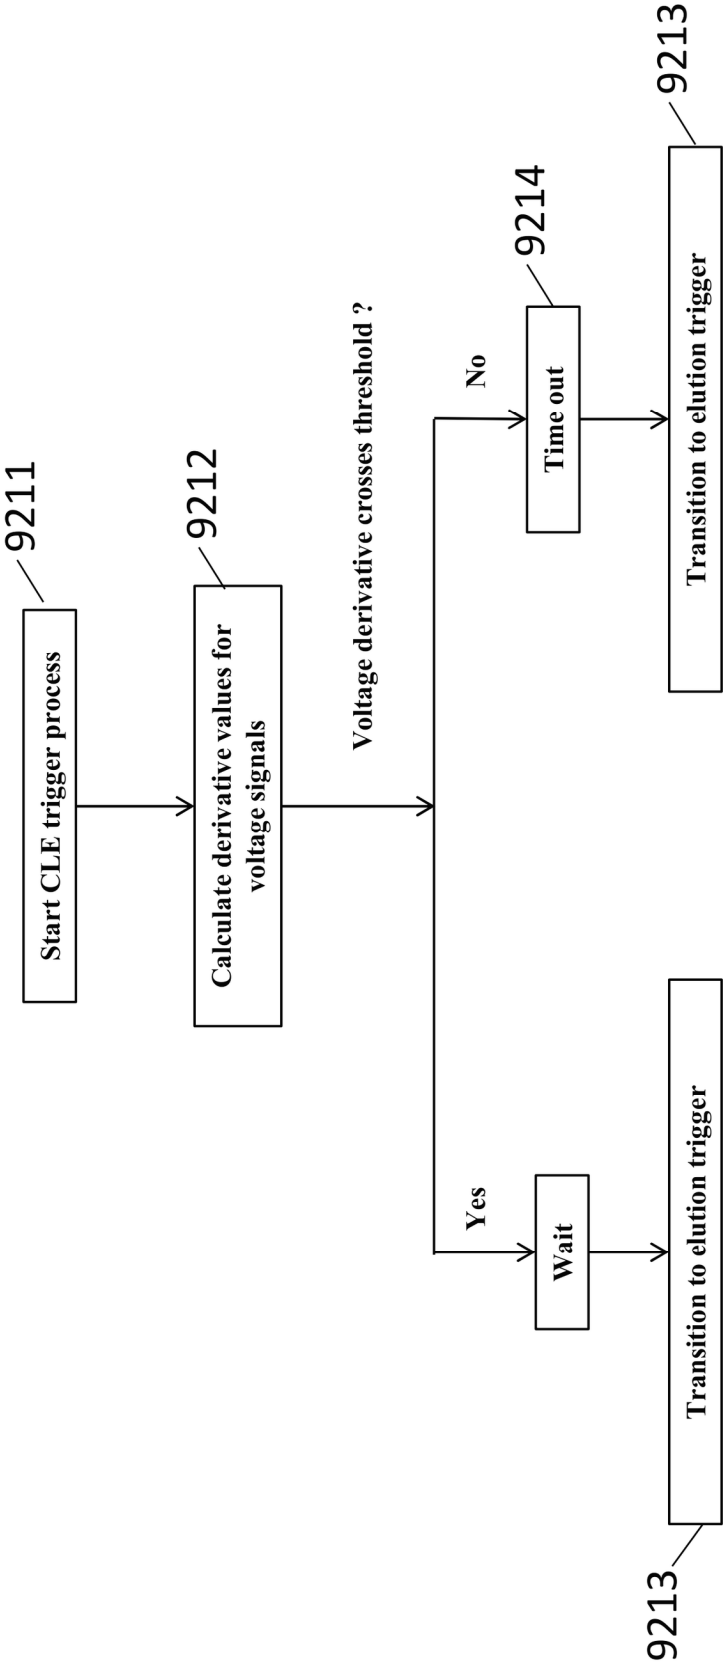 9211
Start CLE trigger process
9212
Calculate derivative values for
voltage signals
Voltage derivative crosses threshold ?
Yes
No
Wait
9214
Time out
9213
Transition to elution trigger
9213
Transition to elution trigger